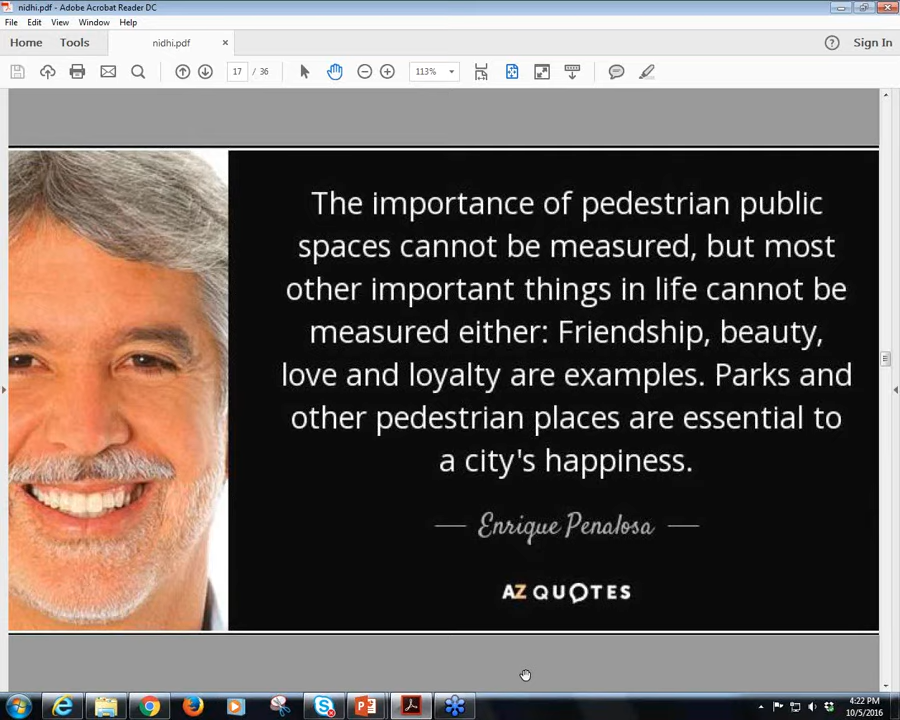 nidhi.pdf - Adobe Acrobat Reader DC
File Edit View Window Help
Home Tools nidhi.pdf × Sign In
17 / 36 113%
The importance of pedestrian public
spaces cannot be measured, but most
other important things in life cannot be
measured either: Friendship, beauty,
love and loyalty are examples. Parks and
other pedestrian places are essential to
a city's happiness.
Enrique Penalosa
AZ QUOTES
4:22 PM
10/5/2016